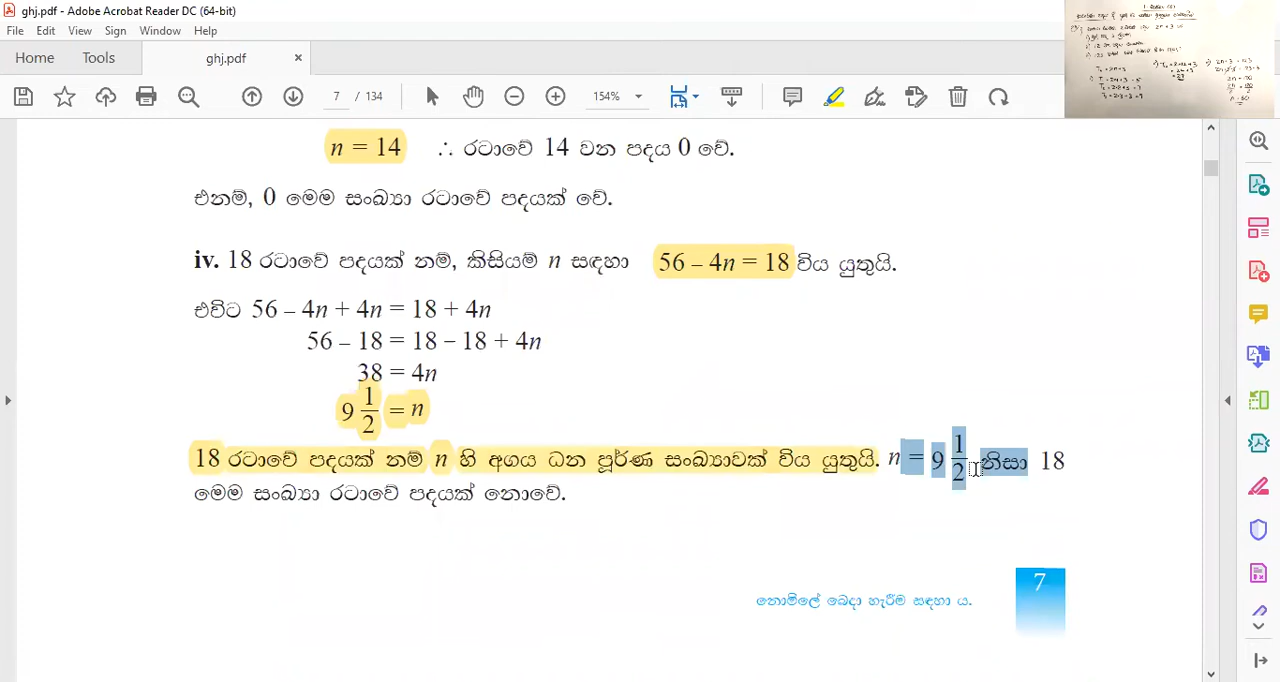 ghj.pdf - Adobe Acrobat Reader DC (64-bit)
File Edit View Sign Window Help
Home Tools ghj.pdf ×
7 / 134 154%
n = 14 ∴ රටාවේ 14 වන පදය 0 වේ.
එනම්, 0 මෙම සංඛ්‍යා රටාවේ පදයක් වේ.
iv. 18 රටාවේ පදයක් නම්, කිසියම් n සඳහා 56 – 4n = 18 විය යුතුයි.
එවිට 56 – 4n + 4n = 18 + 4n
56 – 18 = 18 − 18 + 4n
38 = 4n
9 1/2 = n
18 රටාවේ පදයක් නම් n හි අගය ධන පූර්ණ සංඛ්‍යාවක් විය යුතුයි. n = 9 1/2 නිසා 18
මෙම සංඛ්‍යා රටාවේ පදයක් නොවේ.
7
නොමිලේ බෙදා හැරීම සඳහා ය.